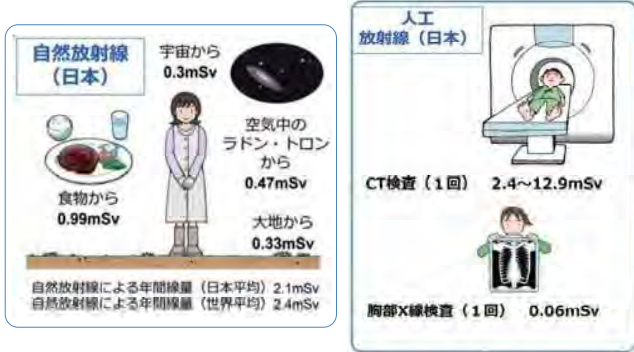 自然放射線
（日本）
宇宙から
0.3mSv
空気中の
ラドン・トロン
から
0.47mSv
食物から
0.99mSv
大地から
0.33mSv
自然放射線による年間線量（日本平均）2.1mSv
自然放射線による年間線量（世界平均）2.4mSv
人工
放射線（日本）
CT検査（1回） 2.4～12.9mSv
胸部X線検査（1回） 0.06mSv